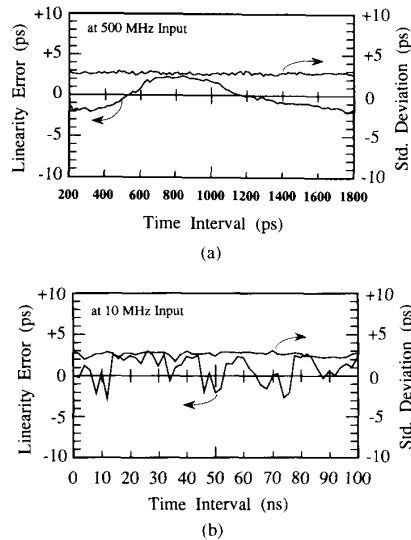 at 500 MHz Input
Linearity Error (ps)
+10
+5
0
-5
-10
+10
+5
0
-5
-10
Std. Deviation (ps)
200 400 600 800 1000 1200 1400 1600 1800
Time Interval (ps)
(a)
at 10 MHz Input
Linearity Error (ps)
+10
+5
0
-5
-10
+10
+5
0
-5
-10
Std. Deviation (ps)
0 10 20 30 40 50 60 70 80 90 100
Time Interval (ns)
(b)